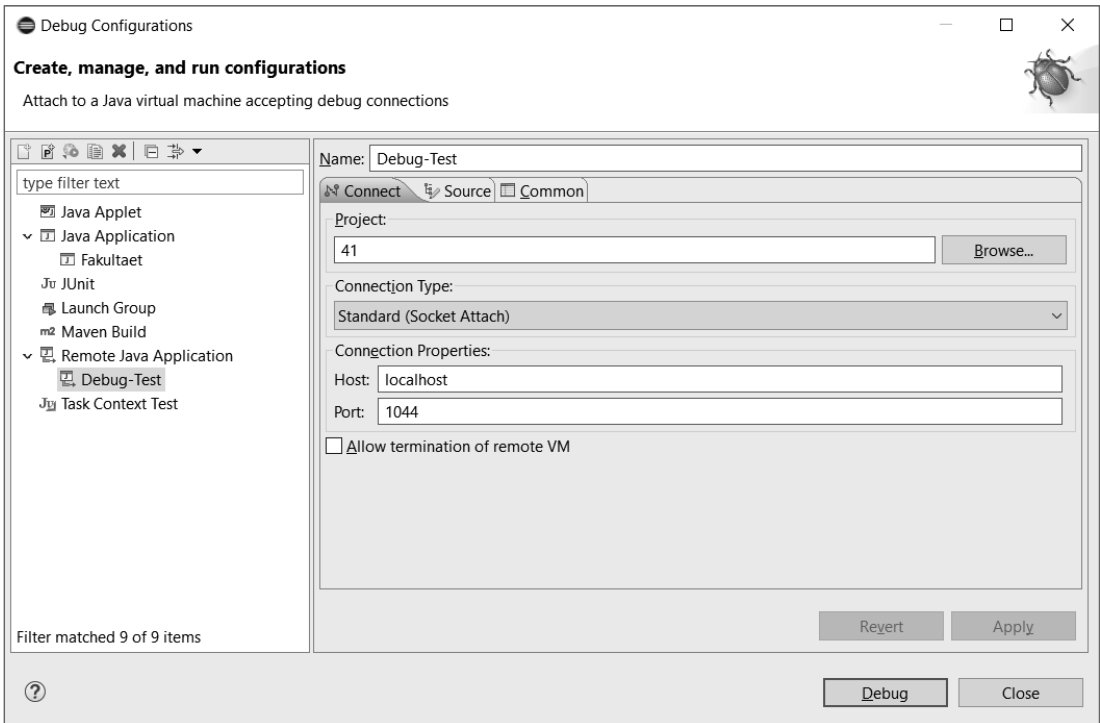 Debug Configurations
Create, manage, and run configurations
Attach to a Java virtual machine accepting debug connections
type filter text
Java Applet
Java Application
Fakultaet
JUnit
Launch Group
m2 Maven Build
Remote Java Application
Debug-Test
Task Context Test
Filter matched 9 of 9 items
Name: Debug-Test
Connect Source Common
Project:
41 Browse...
Connection Type:
Standard (Socket Attach)
Connection Properties:
Host: localhost
Port: 1044
Allow termination of remote VM
Revert Apply
Debug Close